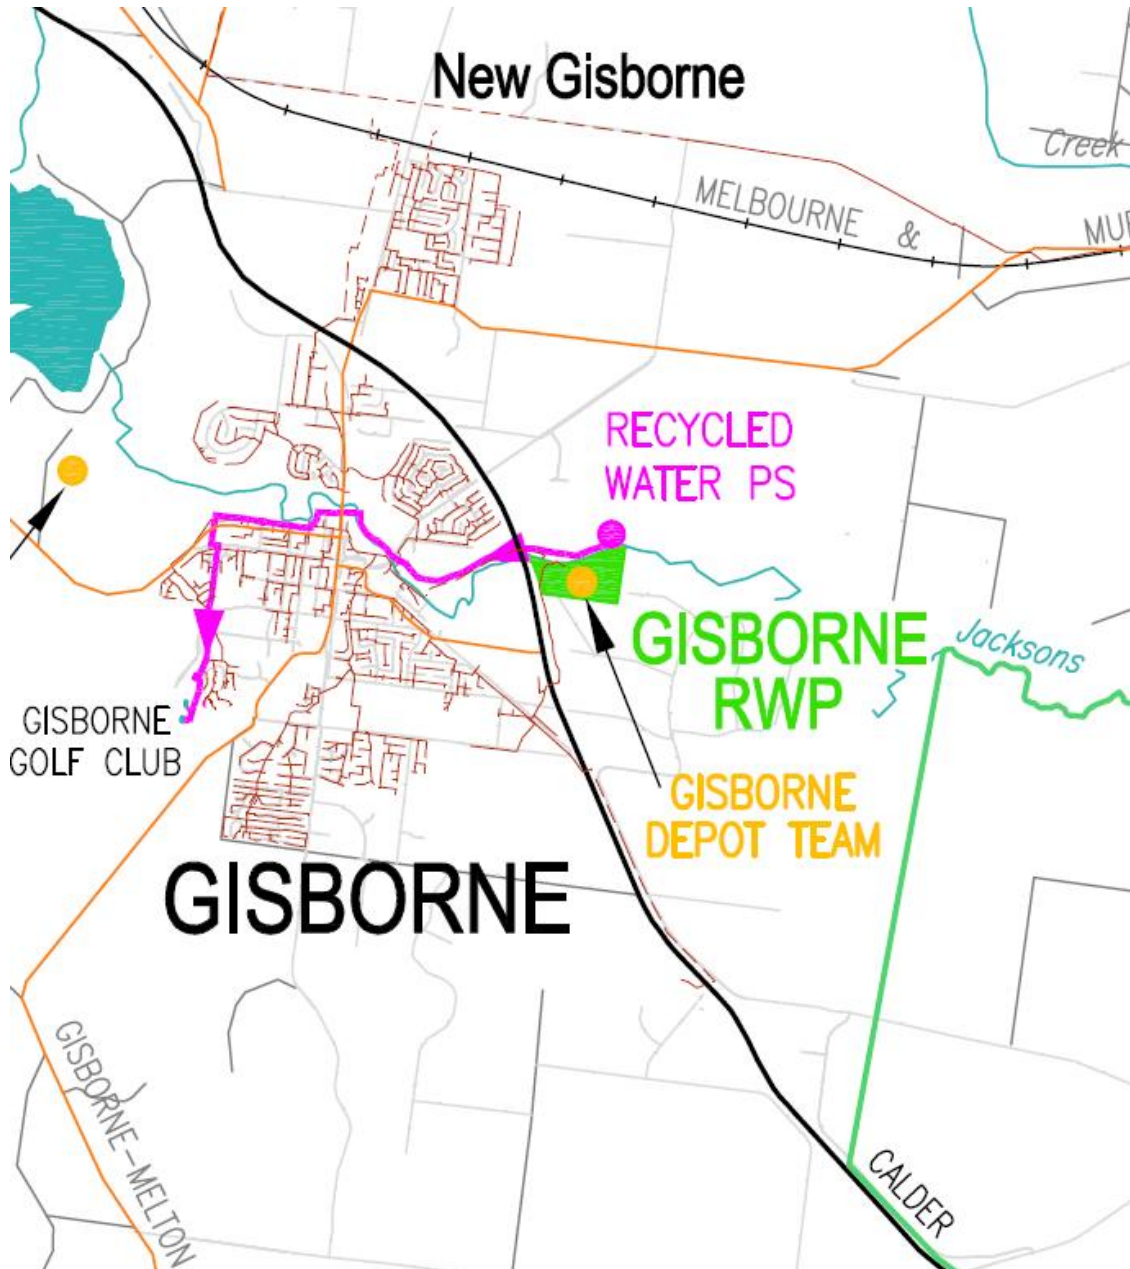 New Gisborne
Creek
MELBOURNE &
RECYCLED
WATER PS
GISBORNE
RWP
Jacksons
GISBORNE
GOLF CLUB
GISBORNE
DEPOT TEAM
GISBORNE
GISBORNE-MELTON
CALDER